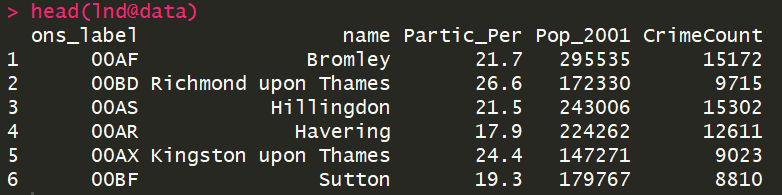 > head(lnd@data)
ons_label name Partic_Per Pop_2001 CrimeCount
1 00AF Bromley 21.7 295535 15172
2 00BD Richmond upon Thames 26.6 172330 9715
3 00AS Hillingdon 21.5 243006 15302
4 00AR Havering 17.9 224262 12611
5 00AX Kingston upon Thames 24.4 147271 9023
6 00BF Sutton 19.3 179767 8810